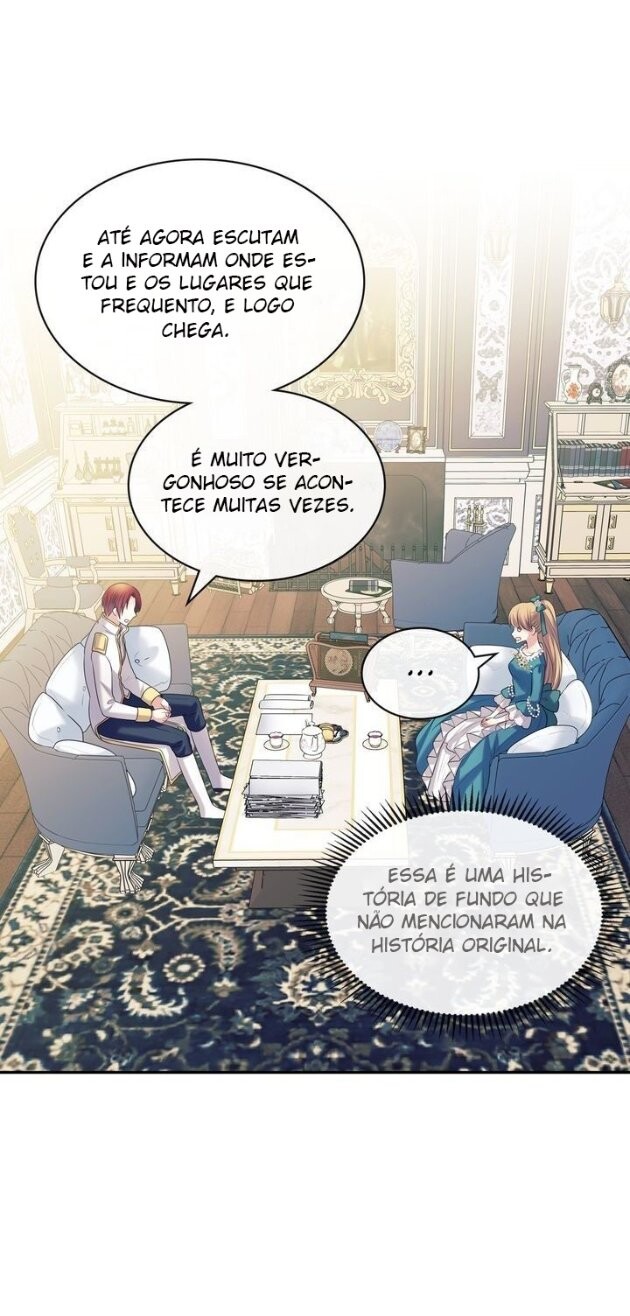 ATÉ AGORA ESCUTAM
E A INFORMAM ONDE ES-
TOU E OS LUGARES QUE
FREQUENTO, E LOGO
CHEGA.
É MUITO VER-
GONHOSO SE ACON-
TECE MUITAS VEZES.
...
ESSA É UMA HIS-
TÓRIA DE FUNDO QUE
NÃO MENCIONARAM NA
HISTÓRIA ORIGINAL.